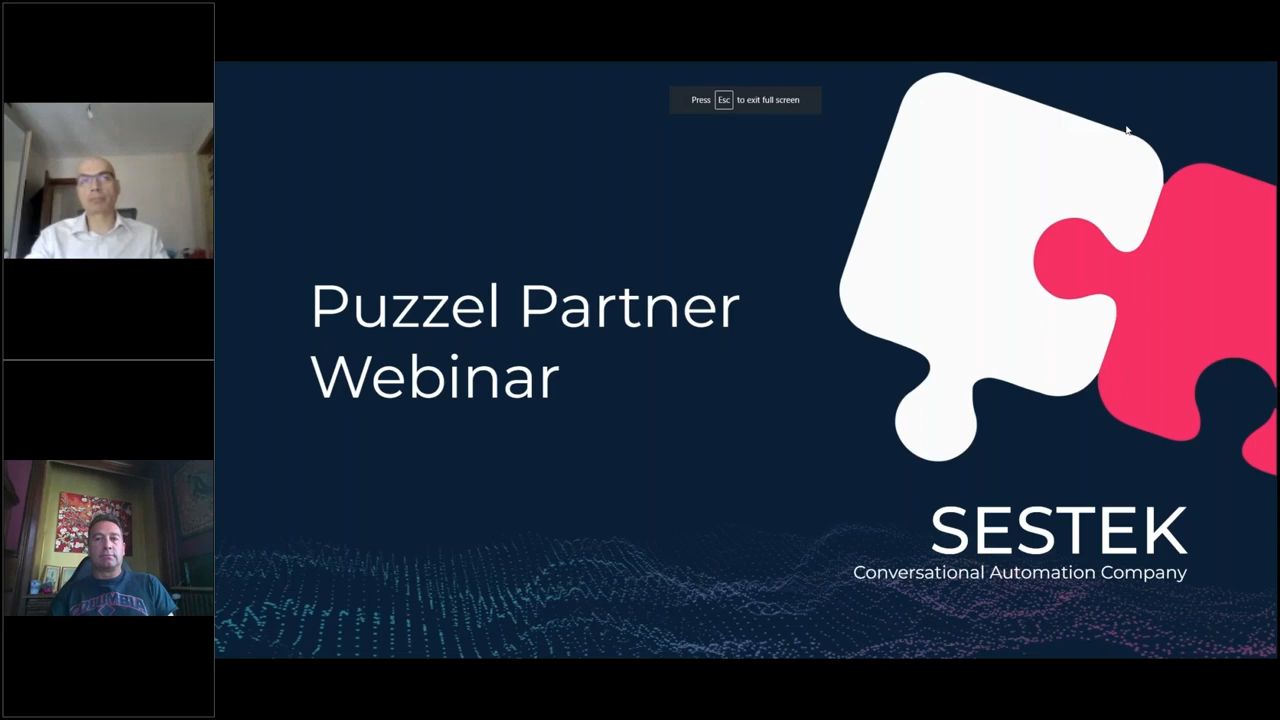 Press Esc to exit full screen
Puzzel Partner
Webinar
SESTEK
Conversational Automation Company